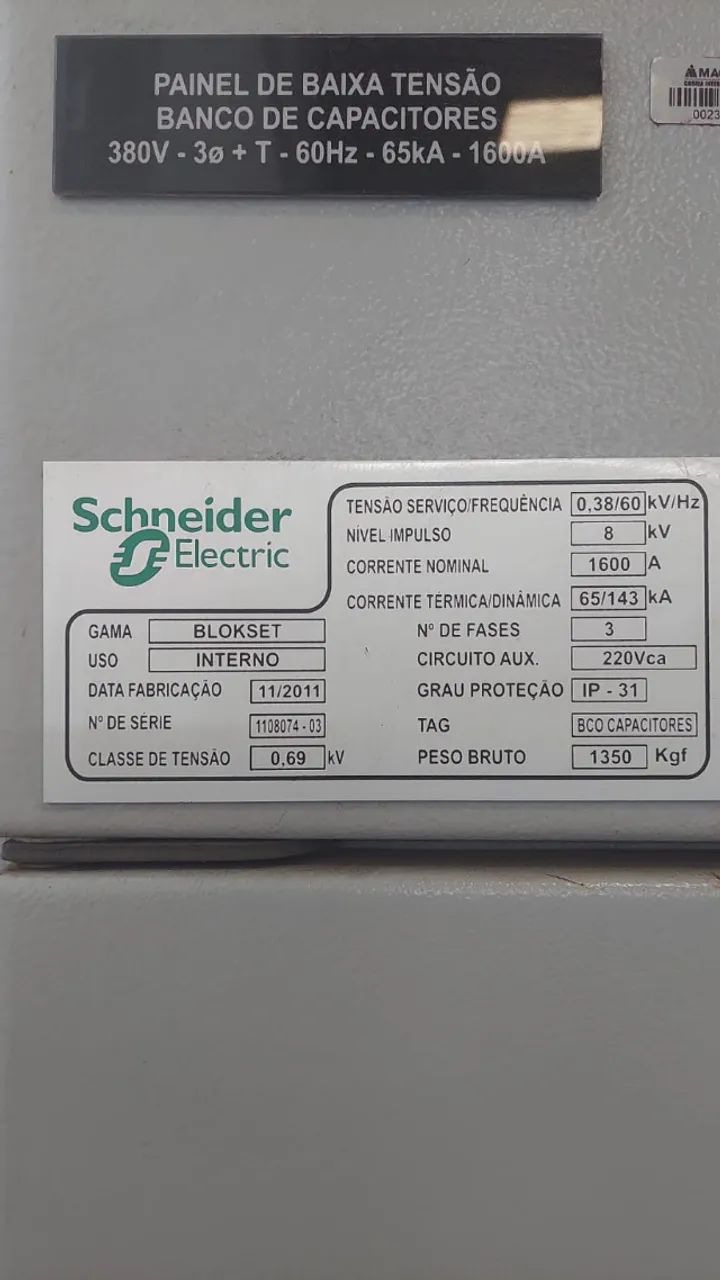 PAINEL DE BAIXA TENSÃO
BANCO DE CAPACITORES
380V - 3ø + T - 60Hz - 65kA - 1600A
0023
Schneider
Electric
TENSÃO SERVIÇO/FREQUÊNCIA 0,38/60 kV/Hz
NÍVEL IMPULSO 8 kV
CORRENTE NOMINAL 1600 A
CORRENTE TÉRMICA/DINÂMICA 65/143 kA
GAMA BLOKSET Nº DE FASES 3
USO INTERNO CIRCUITO AUX. 220Vca
DATA FABRICAÇÃO 11/2011 GRAU PROTEÇÃO IP - 31
Nº DE SÉRIE 1108074 - 03 TAG BCO CAPACITORES
CLASSE DE TENSÃO 0,69 kV PESO BRUTO 1350 Kgf